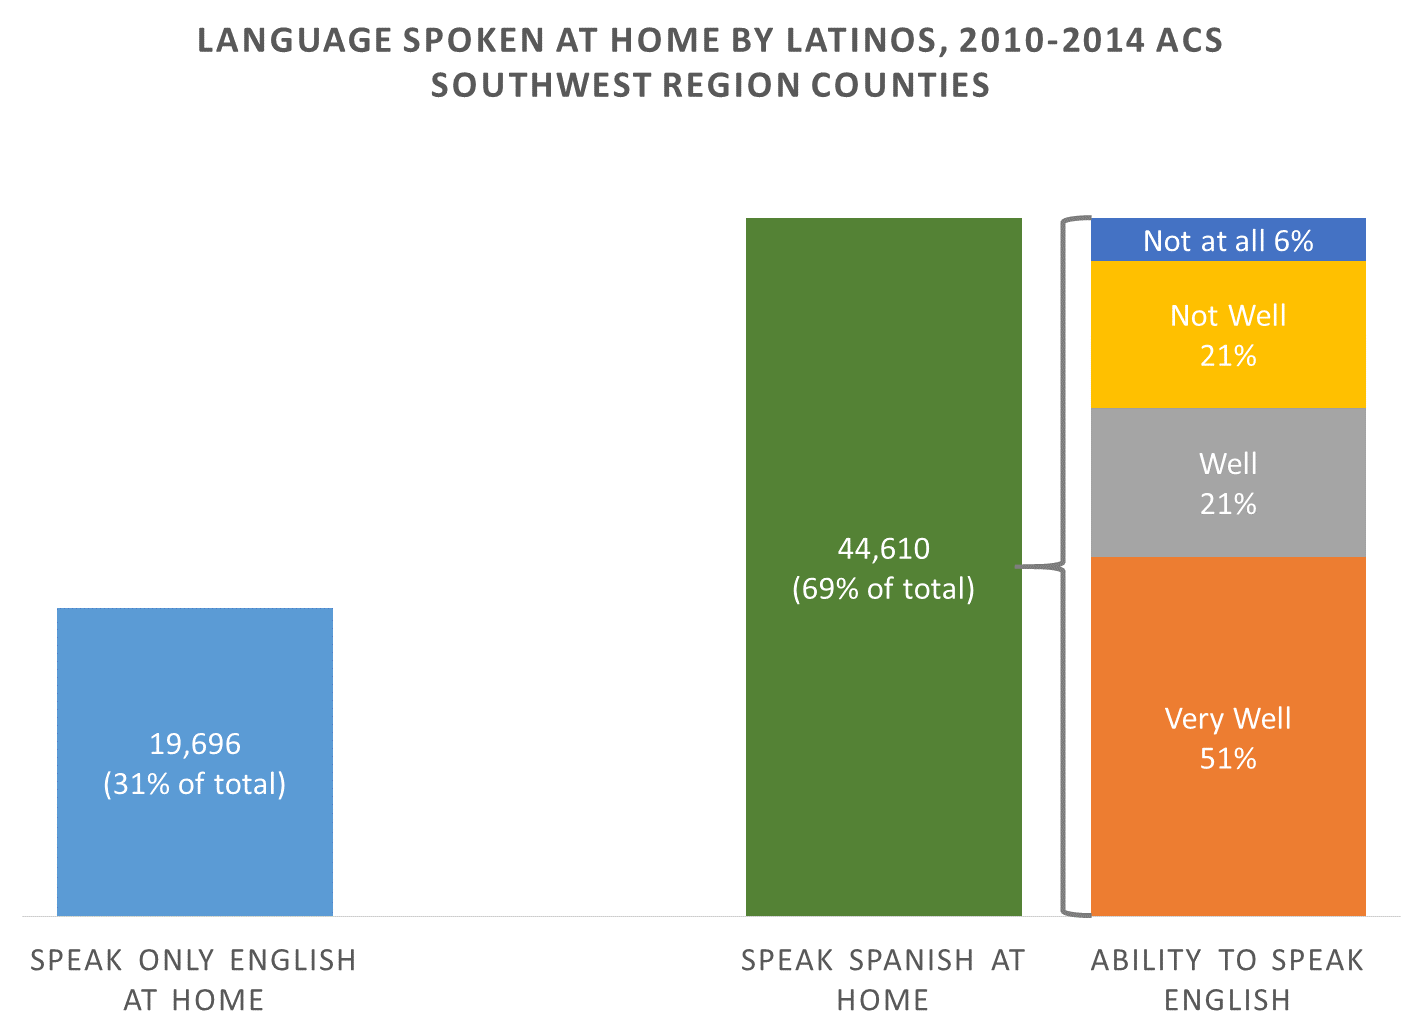 LANGUAGE SPOKEN AT HOME BY LATINOS, 2010-2014 ACS
SOUTHWEST REGION COUNTIES
19,696
(31% of total)
44,610
(69% of total)
Not at all 6%
Not Well
21%
Well
21%
Very Well
51%
SPEAK ONLY ENGLISH
AT HOME
SPEAK SPANISH AT
HOME
ABILITY TO SPEAK
ENGLISH